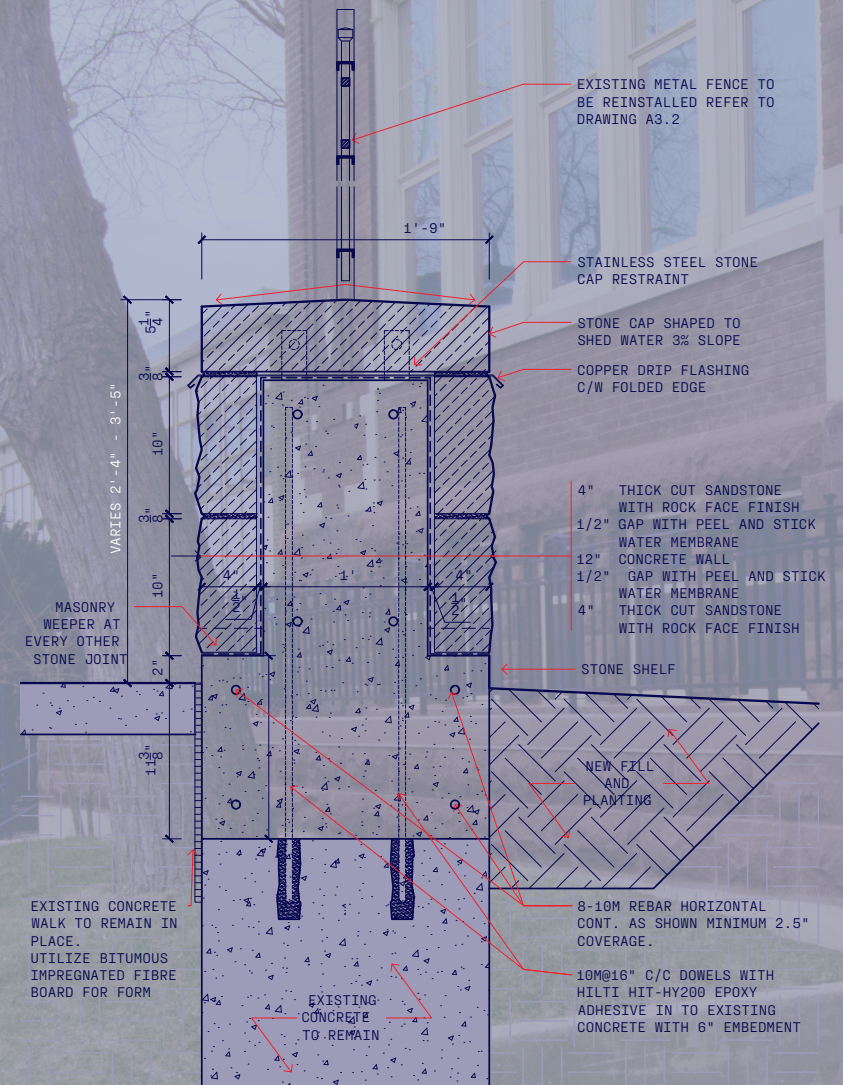 EXISTING METAL FENCE TO
BE REINSTALLED REFER TO
DRAWING A3.2
1'-9"
STAINLESS STEEL STONE
CAP RESTRAINT
STONE CAP SHAPED TO
SHED WATER 3% SLOPE
COPPER DRIP FLASHING
C/W FOLDED EDGE
5 1/4"
3/8"
10"
3/8"
10"
2"
11 3/8"
VARIES 2'-4" - 3'-5"
4" THICK CUT SANDSTONE
WITH ROCK FACE FINISH
1/2" GAP WITH PEEL AND STICK
WATER MEMBRANE
12" CONCRETE WALL
1/2" GAP WITH PEEL AND STICK
WATER MEMBRANE
4" THICK CUT SANDSTONE
WITH ROCK FACE FINISH
4" 1' 4"
1/2" 1/2"
MASONRY
WEEPER AT
EVERY OTHER
STONE JOINT
STONE SHELF
NEW FILL
AND
PLANTING
EXISTING CONCRETE
WALK TO REMAIN IN
PLACE.
UTILIZE BITUMOUS
IMPREGNATED FIBRE
BOARD FOR FORM
8-10M REBAR HORIZONTAL
CONT. AS SHOWN MINIMUM 2.5"
COVERAGE.
10M@16" C/C DOWELS WITH
HILTI HIT-HY200 EPOXY
ADHESIVE IN TO EXISTING
CONCRETE WITH 6" EMBEDMENT
EXISTING
CONCRETE
TO REMAIN